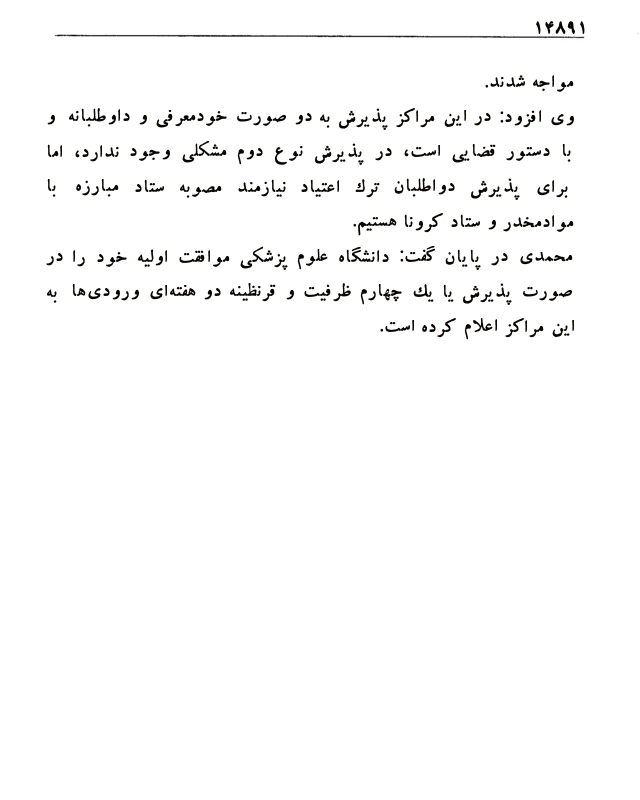 ۱۴۸۹۱
مواجه شدند.
وی افزود: در این مراکز پذیرش به دو صورت خودمعرفی و داوطلبانه و
با دستور قضایی است، در پذیرش نوع دوم مشکلی وجود ندارد، اما
برای پذیرش دواطلبان ترك اعتیاد نیازمند مصوبه ستاد مبارزه با
موادمخدر و ستاد کرونا هستیم.
محمدی در پایان گفت: دانشگاه علوم پزشکی موافقت اولیه خود را در
صورت پذیرش یا یك چهارم ظرفیت و قرنظینه دو هفته‌ای ورودی‌ها به
این مراکز اعلام کرده است.